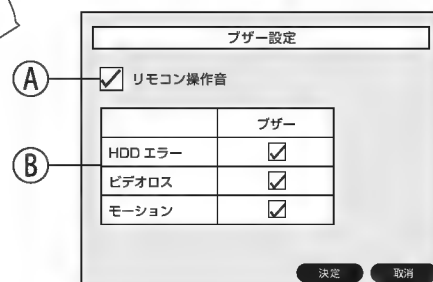 ブザー設定
Ⓐ リモコン操作音
ブザー
Ⓑ HDD エラー
ビデオロス
モーション
決定 取消